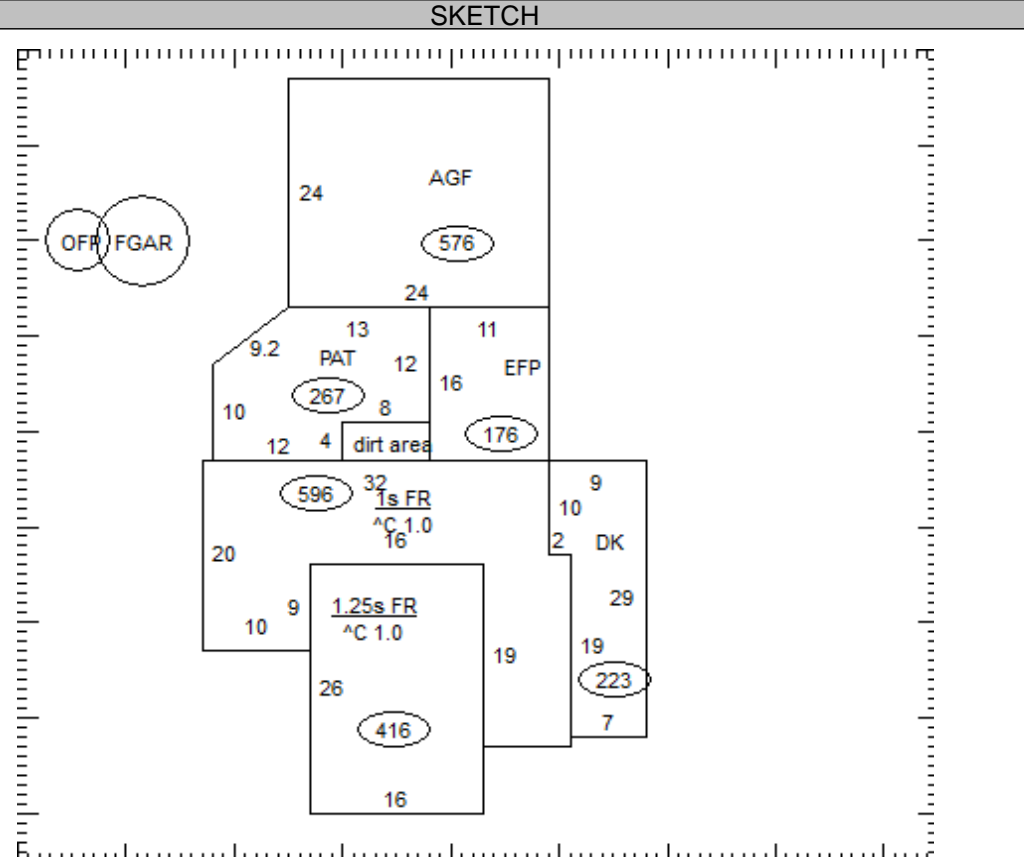 SKETCH
AGF
24
OFP FGAR
576
24
13
11
9.2
PAT
12
EFP
16
267
10
8
176
12
4
dirt area
32
9
596
1s FR
10
^C 1.0
16
2
DK
20
29
9
1.25s FR
10
^C 1.0
19
19
26
223
7
416
16